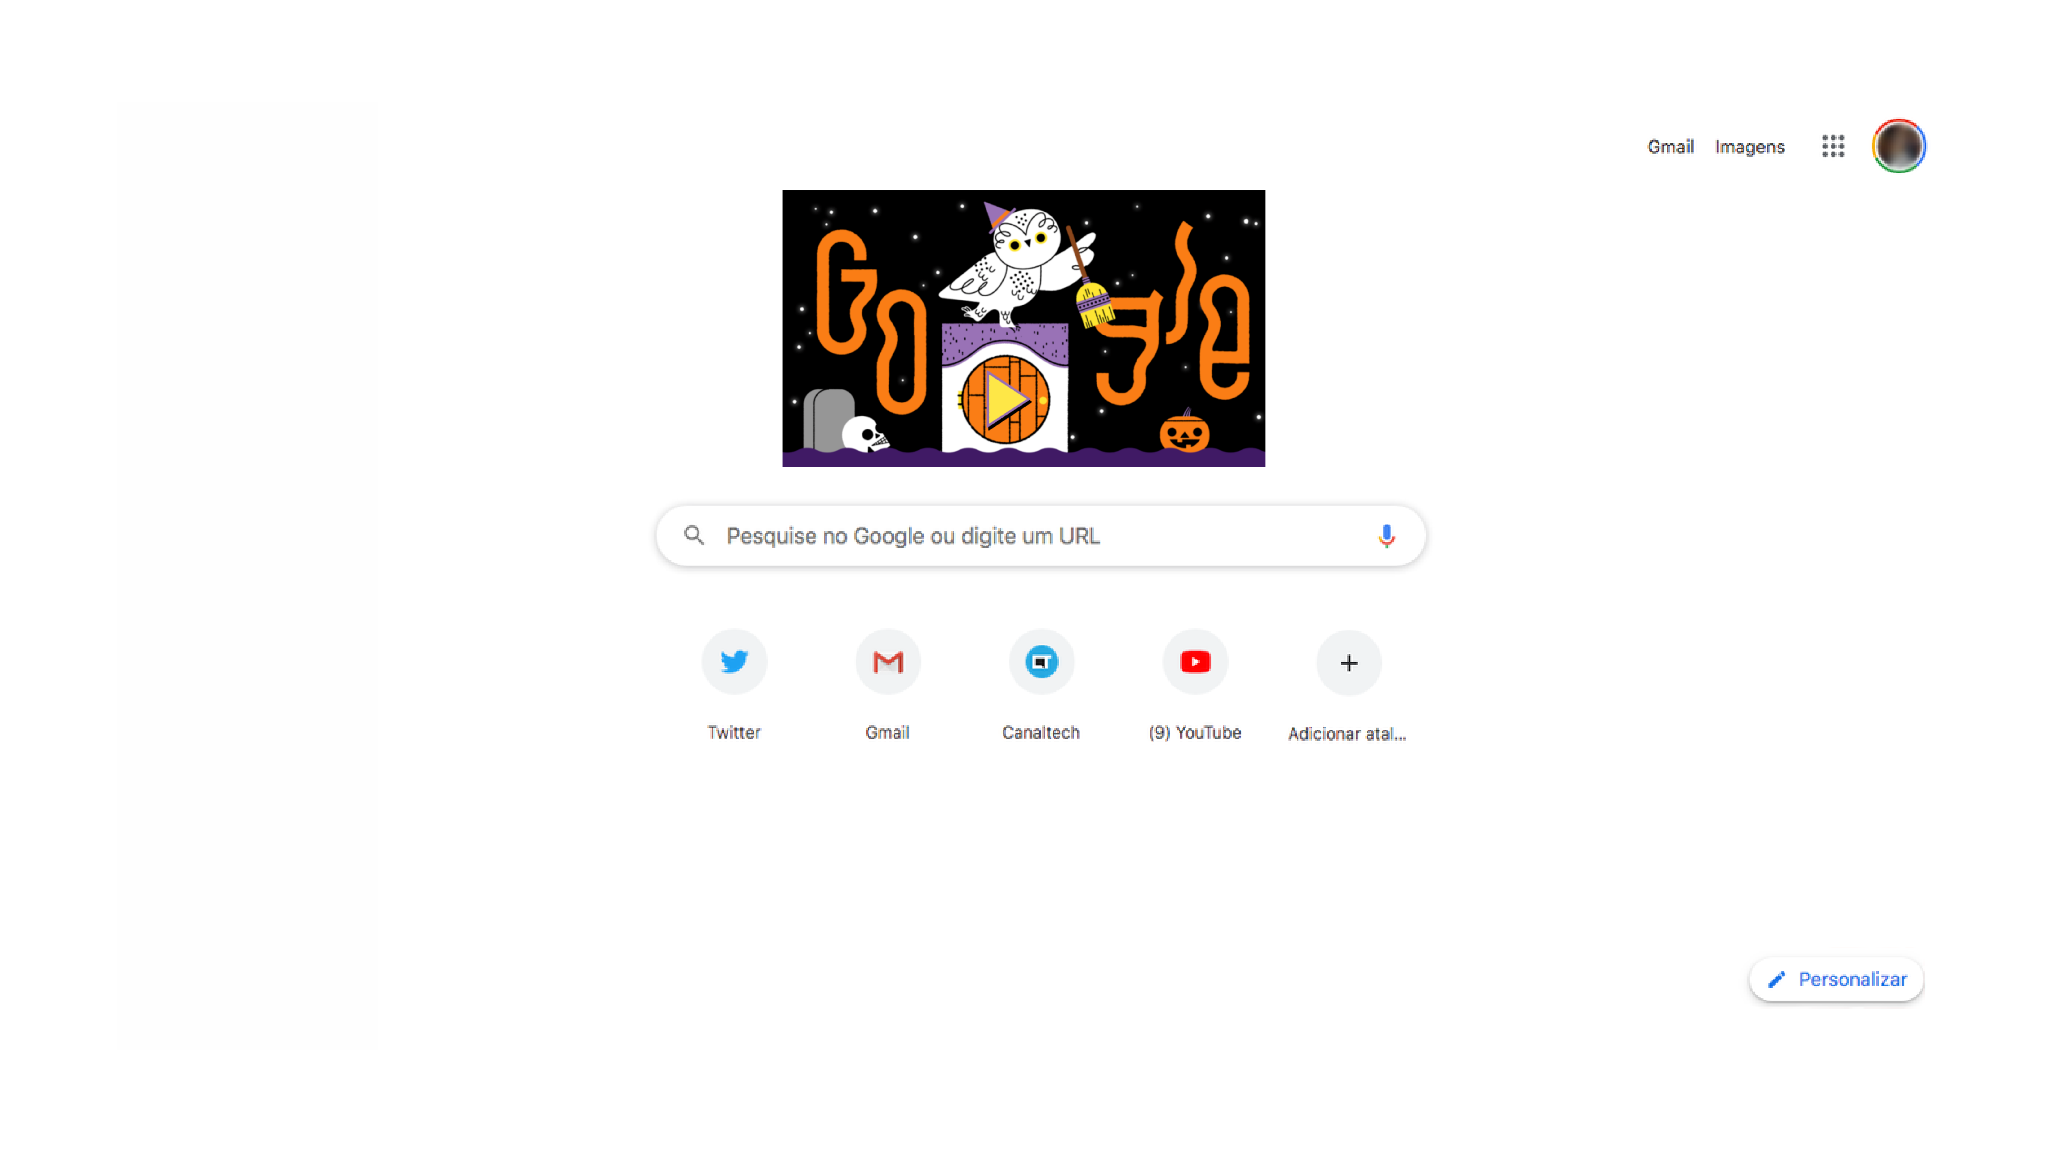 Gmail Imagens
Google
Pesquise no Google ou digite um URL
Twitter Gmail Canaltech (9) YouTube Adicionar atal...
Personalizar